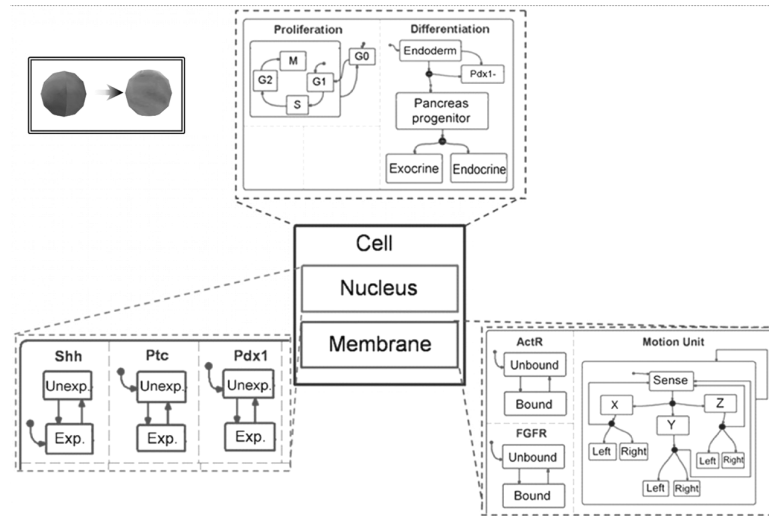 Proliferation
Differentiation
M
G0
G2
G1
S
Endoderm
Pdx1-
Pancreas
progenitor
Exocrine
Endocrine
Cell
Nucleus
Membrane
Shh
Ptc
Pdx1
Unexp.
Unexp.
Unexp.
Exp.
Exp.
Exp.
ActR
Unbound
Bound
FGFR
Unbound
Bound
Motion Unit
Sense
X
Z
Y
Left
Right
Left
Right
Left
Right